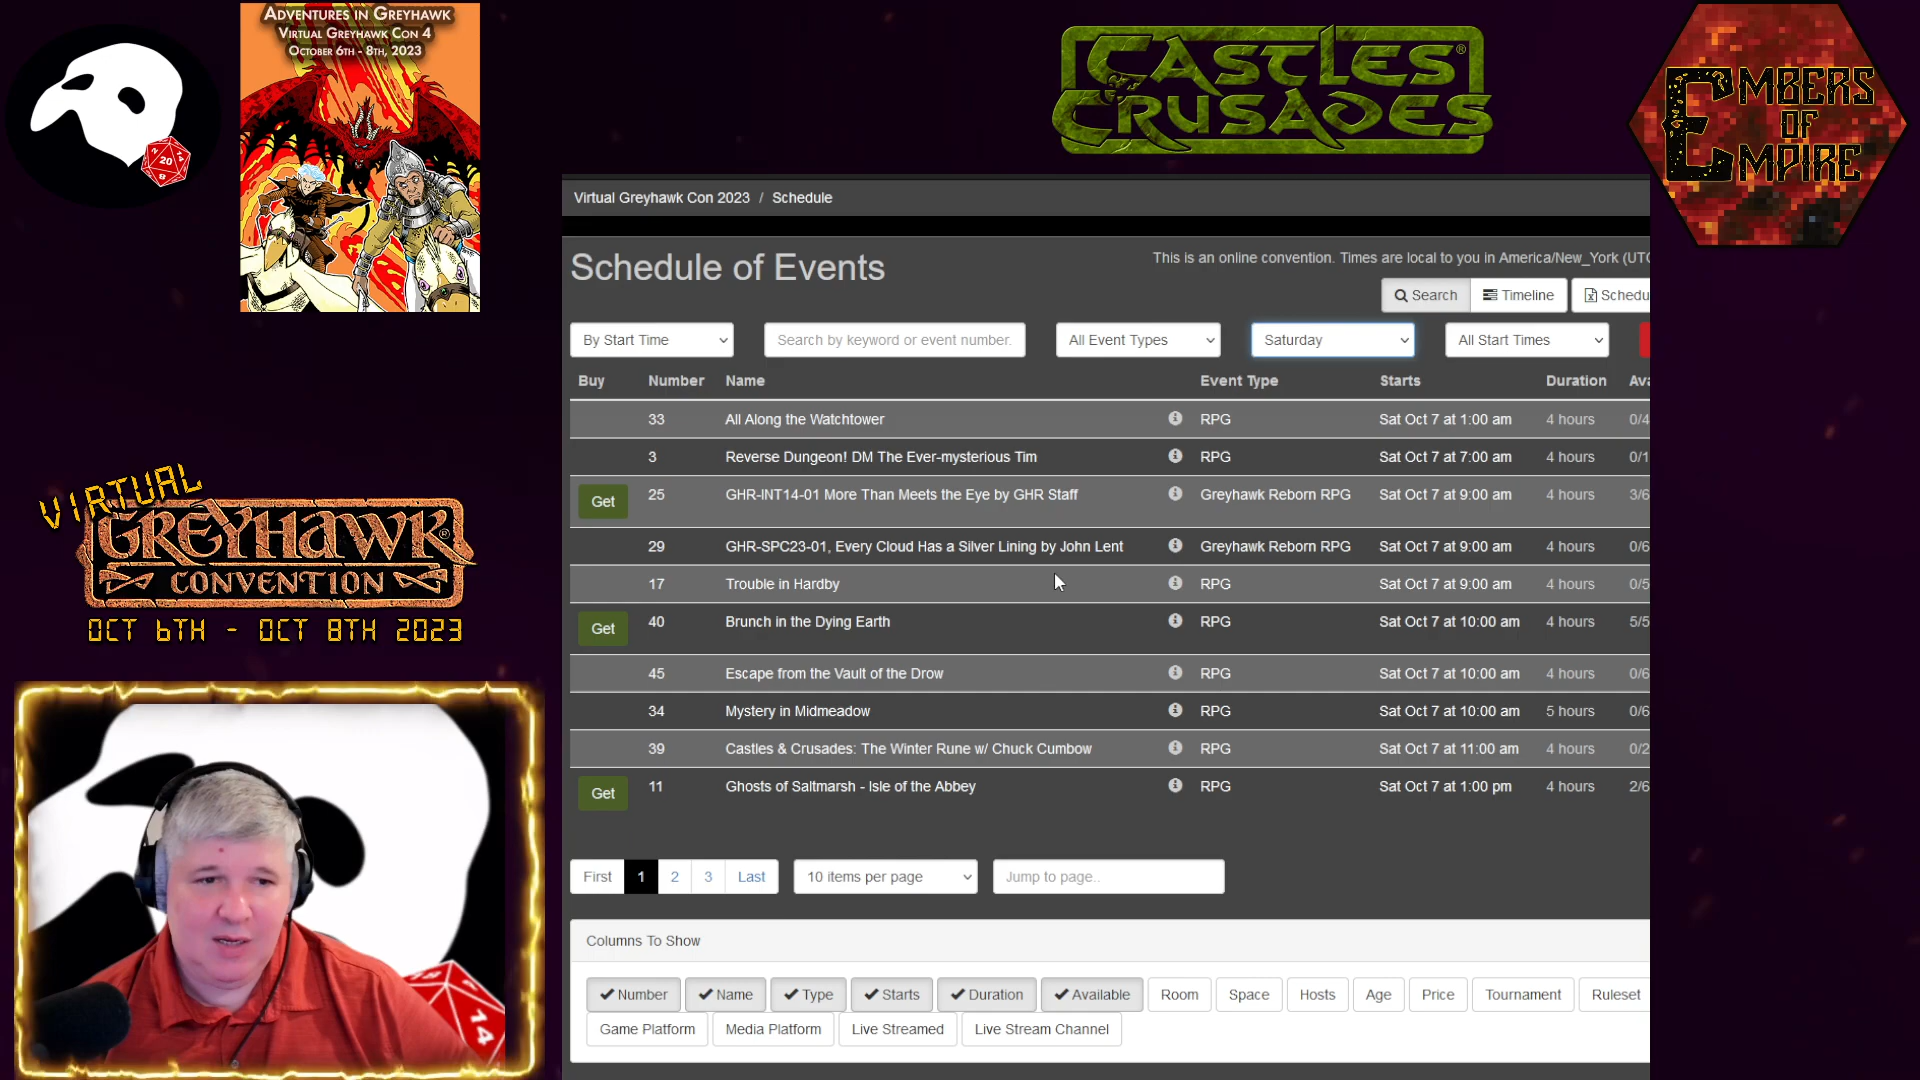 ADVENTURES IN GREYHAWK
VIRTUAL GREYHAWK CON 4
OCTOBER 6TH - 8TH, 2023
20
CASTLES®
CRUSADES
EMBERS
OF
EMPIRE
Virtual Greyhawk Con 2023 / Schedule
Schedule of Events
This is an online convention. Times are local to you in America/New_York (UTC
Search Timeline Schedu
By Start Time Search by keyword or event number. All Event Types Saturday All Start Times
Buy Number Name Event Type Starts Duration Ava
33 All Along the Watchtower RPG Sat Oct 7 at 1:00 am 4 hours 0/4
3 Reverse Dungeon! DM The Ever-mysterious Tim RPG Sat Oct 7 at 7:00 am 4 hours 0/1
Get 25 GHR-INT14-01 More Than Meets the Eye by GHR Staff Greyhawk Reborn RPG Sat Oct 7 at 9:00 am 4 hours 3/6
29 GHR-SPC23-01, Every Cloud Has a Silver Lining by John Lent Greyhawk Reborn RPG Sat Oct 7 at 9:00 am 4 hours 0/6
17 Trouble in Hardby RPG Sat Oct 7 at 9:00 am 4 hours 0/5
Get 40 Brunch in the Dying Earth RPG Sat Oct 7 at 10:00 am 4 hours 5/5
45 Escape from the Vault of the Drow RPG Sat Oct 7 at 10:00 am 4 hours 0/6
34 Mystery in Midmeadow RPG Sat Oct 7 at 10:00 am 5 hours 0/6
39 Castles & Crusades: The Winter Rune w/ Chuck Cumbow RPG Sat Oct 7 at 11:00 am 4 hours 0/2
Get 11 Ghosts of Saltmarsh - Isle of the Abbey RPG Sat Oct 7 at 1:00 pm 4 hours 2/6
First 1 2 3 Last 10 items per page Jump to page..
Columns To Show
Number Name Type Starts Duration Available Room Space Hosts Age Price Tournament Ruleset
Game Platform Media Platform Live Streamed Live Stream Channel
VIRTUAL
GREYHAWK®
CONVENTION
OCT 6TH - OCT 8TH 2023
14